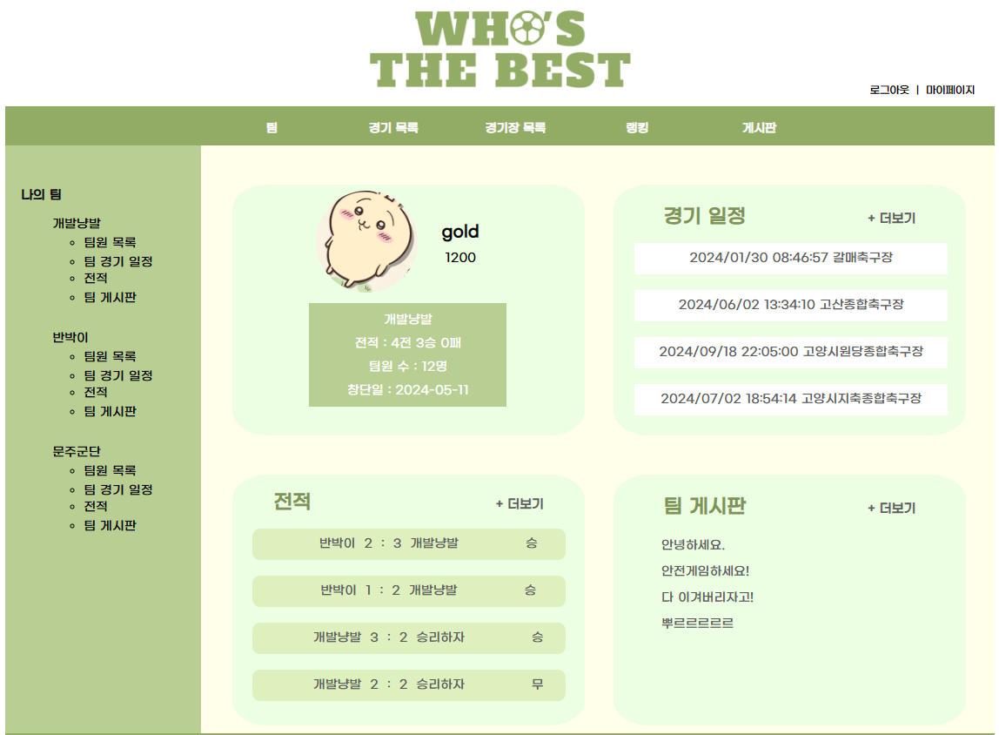 WHO'S
THE BEST
로그아웃 | 마이페이지
팀 경기 목록 경기장 목록 랭킹 게시판
나의 팀
개발냥발
팀원 목록
팀 경기 일정
전적
팀 게시판
반박이
팀원 목록
팀 경기 일정
전적
팀 게시판
문주군단
팀원 목록
팀 경기 일정
전적
팀 게시판
gold
1200
개발냥발
전적 : 4전 3승 0패
팀원 수 : 12명
창단일 : 2024-05-11
경기 일정 + 더보기
2024/01/30 08:46:57 갈매축구장
2024/06/02 13:34:10 고산종합축구장
2024/09/18 22:05:00 고양시원당종합축구장
2024/07/02 18:54:14 고양시지축종합축구장
전적 + 더보기
반박이 2 : 3 개발냥발 승
반박이 1 : 2 개발냥발 승
개발냥발 3 : 2 승리하자 승
개발냥발 2 : 2 승리하자 무
팀 게시판 + 더보기
안녕하세요.
안전게임하세요!
다 이겨버리자고!
뿌르르르르르